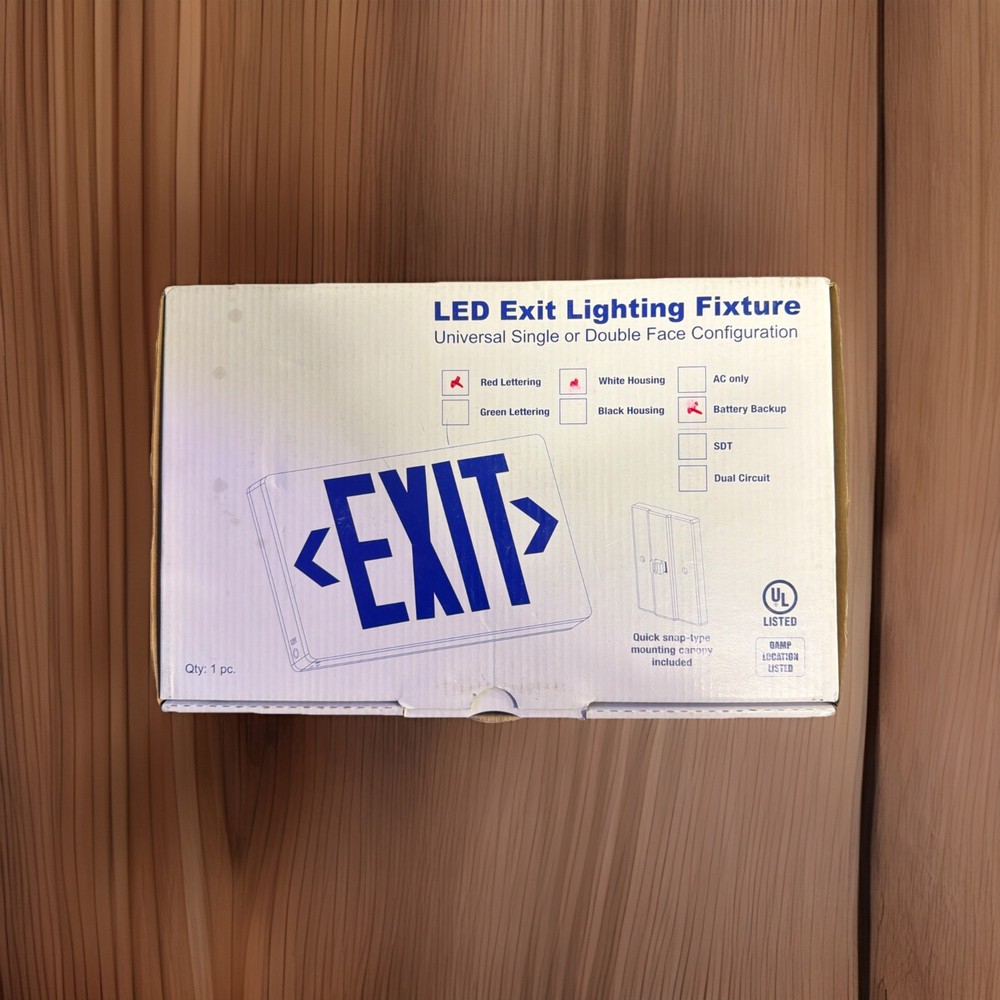 LED Exit Lighting Fixture
Universal Single or Double Face Configuration
Red Lettering
White Housing
AC only
Green Lettering
Black Housing
Battery Backup
SDT
Dual Circuit
EXIT
Quick snap-type
mounting canopy
included
UL
LISTED
DAMP
LOCATION
LISTED
Qty: 1 pc.